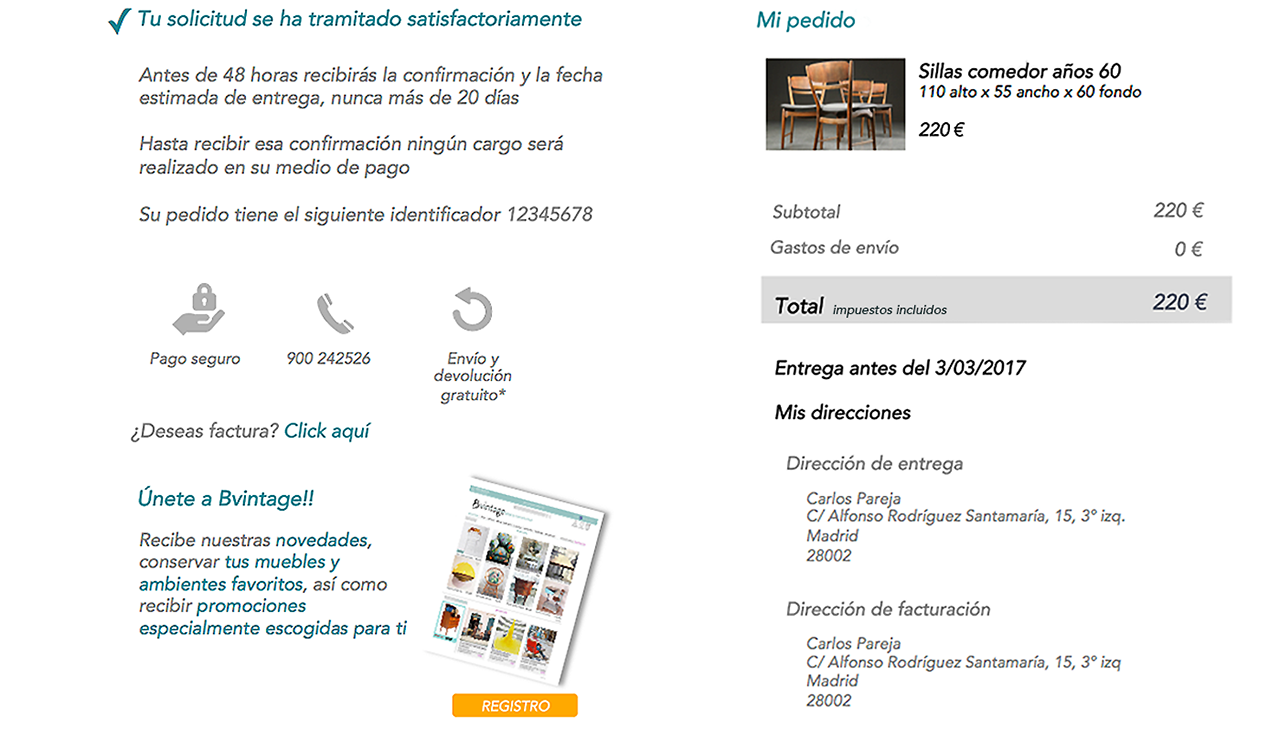 Tu solicitud se ha tramitado satisfactoriamente
Antes de 48 horas recibirás la confirmación y la fecha
estimada de entrega, nunca más de 20 días
Hasta recibir esa confirmación ningún cargo será
realizado en su medio de pago
Su pedido tiene el siguiente identificador 12345678
Pago seguro
900 242526
Envío y
devolución
gratuito*
¿Deseas factura? Click aquí
Únete a Bvintage!!
Recibe nuestras novedades,
conservar tus muebles y
ambientes favoritos, así como
recibir promociones
especialmente escogidas para ti
Bvintage
REGISTRO
Mi pedido
Sillas comedor años 60
110 alto x 55 ancho x 60 fondo
220 €
Subtotal 220 €
Gastos de envío 0 €
Total impuestos incluidos 220 €
Entrega antes del 3/03/2017
Mis direcciones
Dirección de entrega
Carlos Pareja
C/ Alfonso Rodríguez Santamaría, 15, 3º izq.
Madrid
28002
Dirección de facturación
Carlos Pareja
C/ Alfonso Rodríguez Santamaría, 15, 3º izq
Madrid
28002